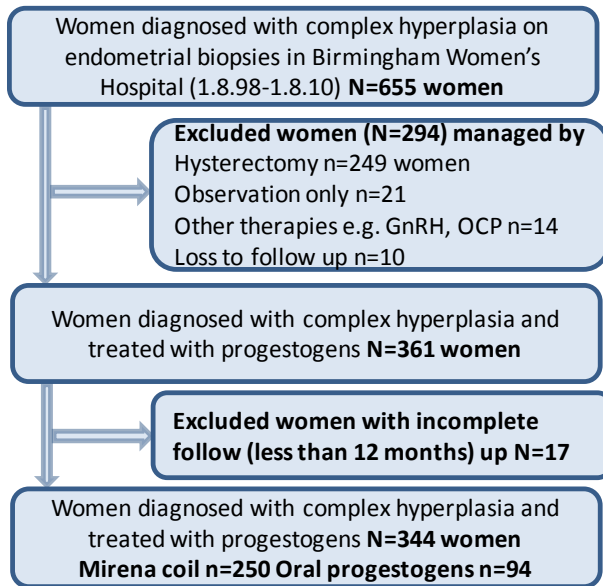 Women diagnosed with complex hyperplasia on
endometrial biopsies in Birmingham Women's
Hospital (1.8.98-1.8.10) N=655 women
Excluded women (N=294) managed by
Hysterectomy n=249 women
Observation only n=21
Other therapies e.g. GnRH, OCP n=14
Loss to follow up n=10
Women diagnosed with complex hyperplasia and
treated with progestogens N=361 women
Excluded women with incomplete
follow (less than 12 months) up N=17
Women diagnosed with complex hyperplasia and
treated with progestogens N=344 women
Mirena coil n=250 Oral progestogens n=94